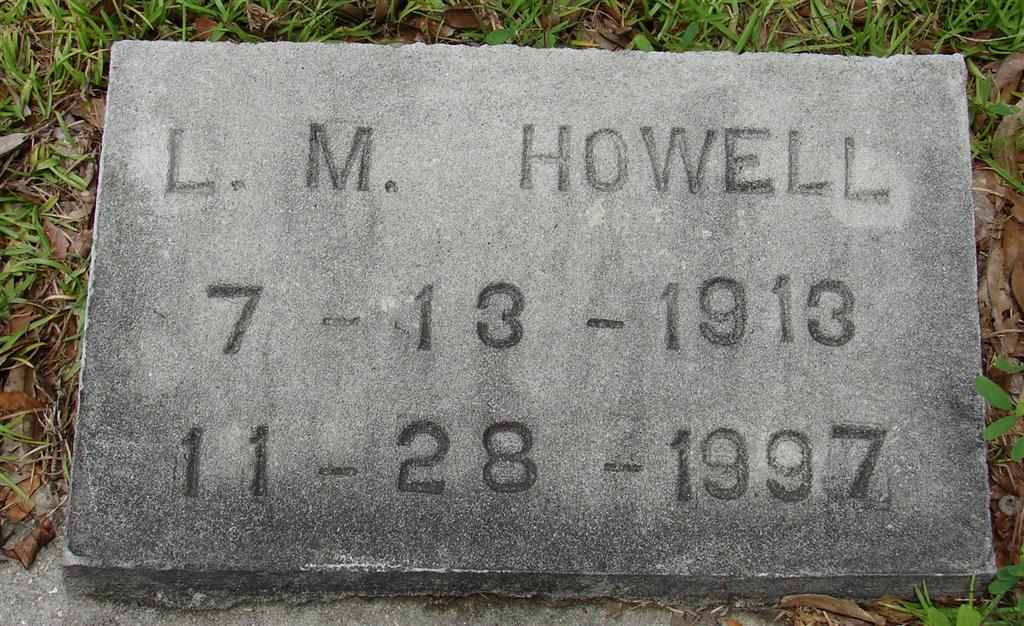 L. M. HOWELL
7 - 13 - 1913
11 - 28 - 1997